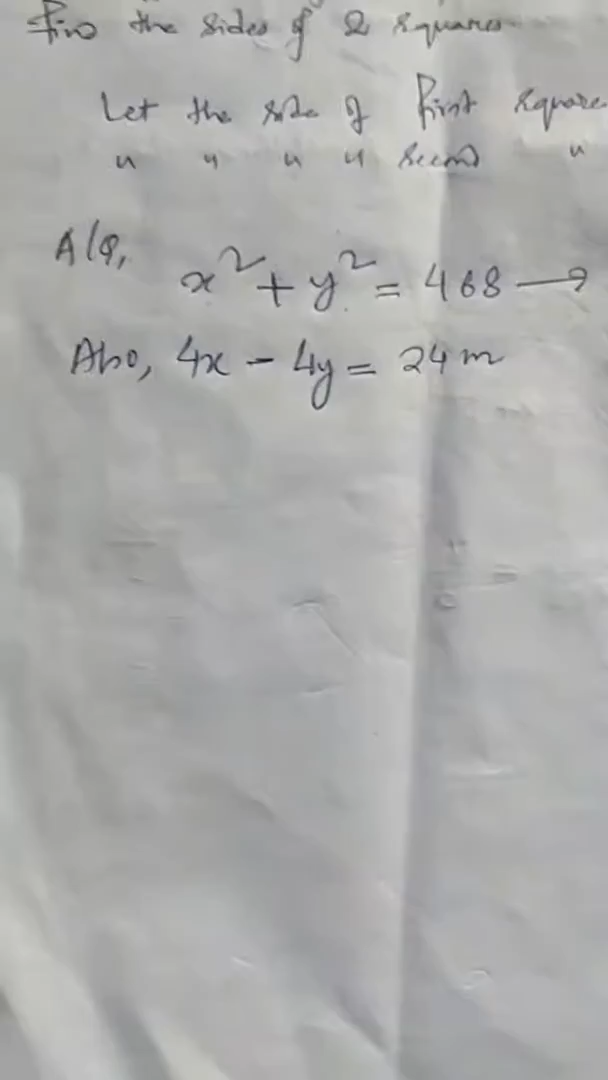 Find the sides of 2 squares
Let the side of first square
" " " " second "
A/Q, x² + y² = 468 →
Also, 4x - 4y = 24 m